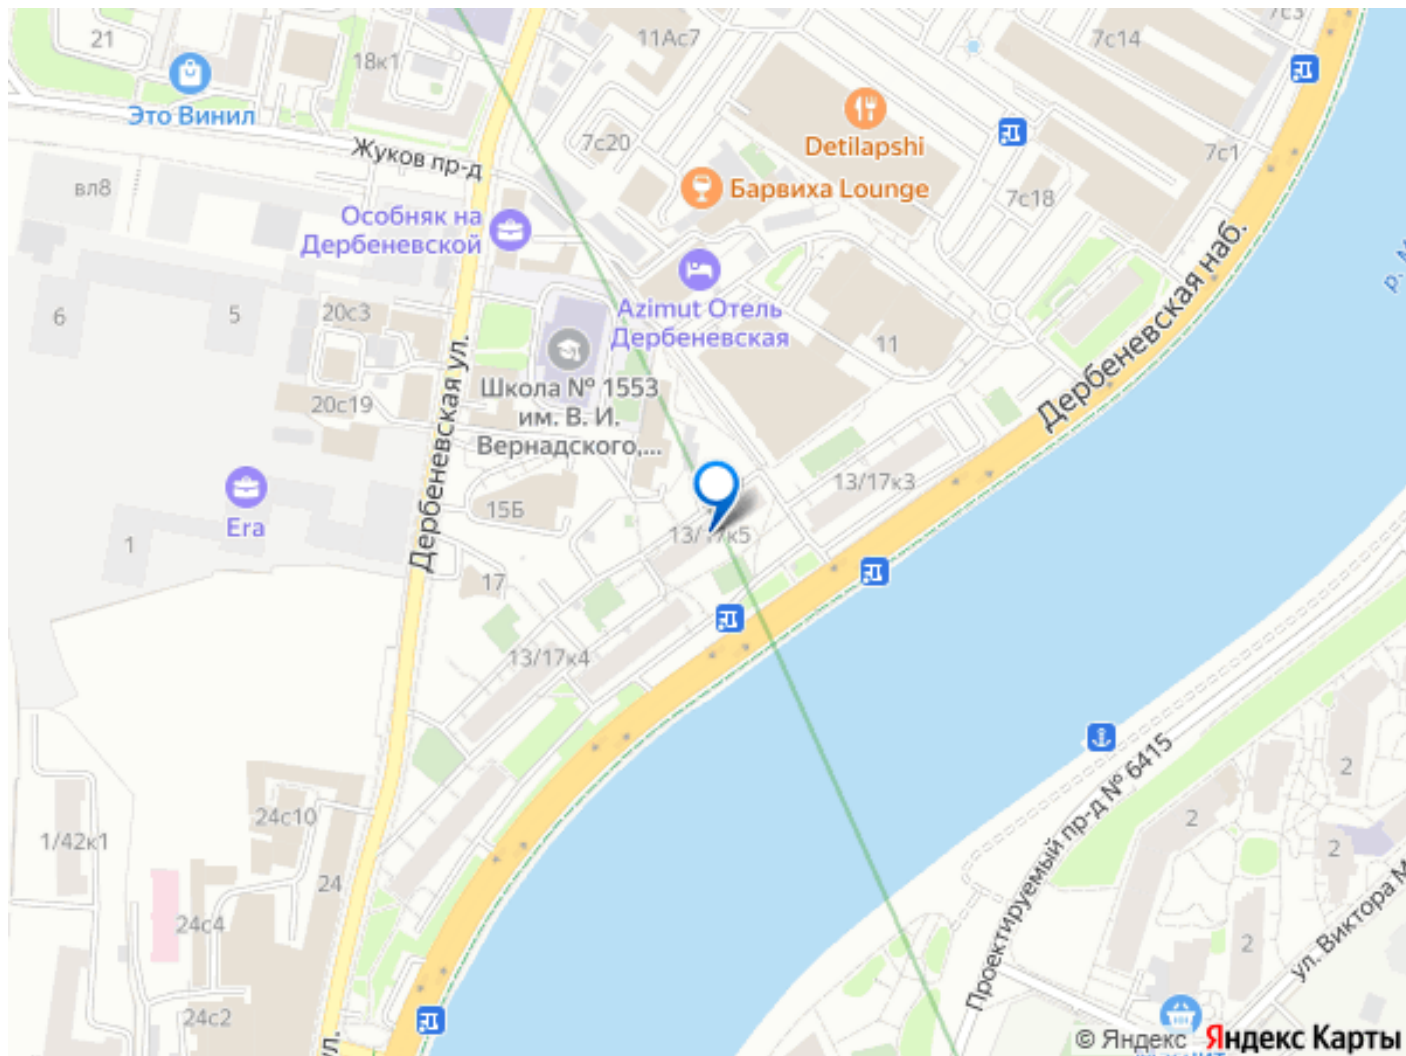 7с3
21
11Ас7
7с14
18к1
Это Винил
7с20
Detilapshi
Жуков пр-д
7с1
вл8
Барвиха Lounge
7с18
Особняк на
Дербеневской
Дербеневская наб.
6
5
20с3
Azimut Отель
Дербеневская
11
Дербеневская ул.
Школа № 1553
им. В. И.
Вернадского,...
20с19
13/17к3
Era
15Б
13/17к5
1
17
13/17к4
Проектируемый пр-д № 6415
2
2
24с10
1/42к1
2
24
24с4
2
ул. Виктора М
24с2
ул.
© Яндекс Яндекс Карты